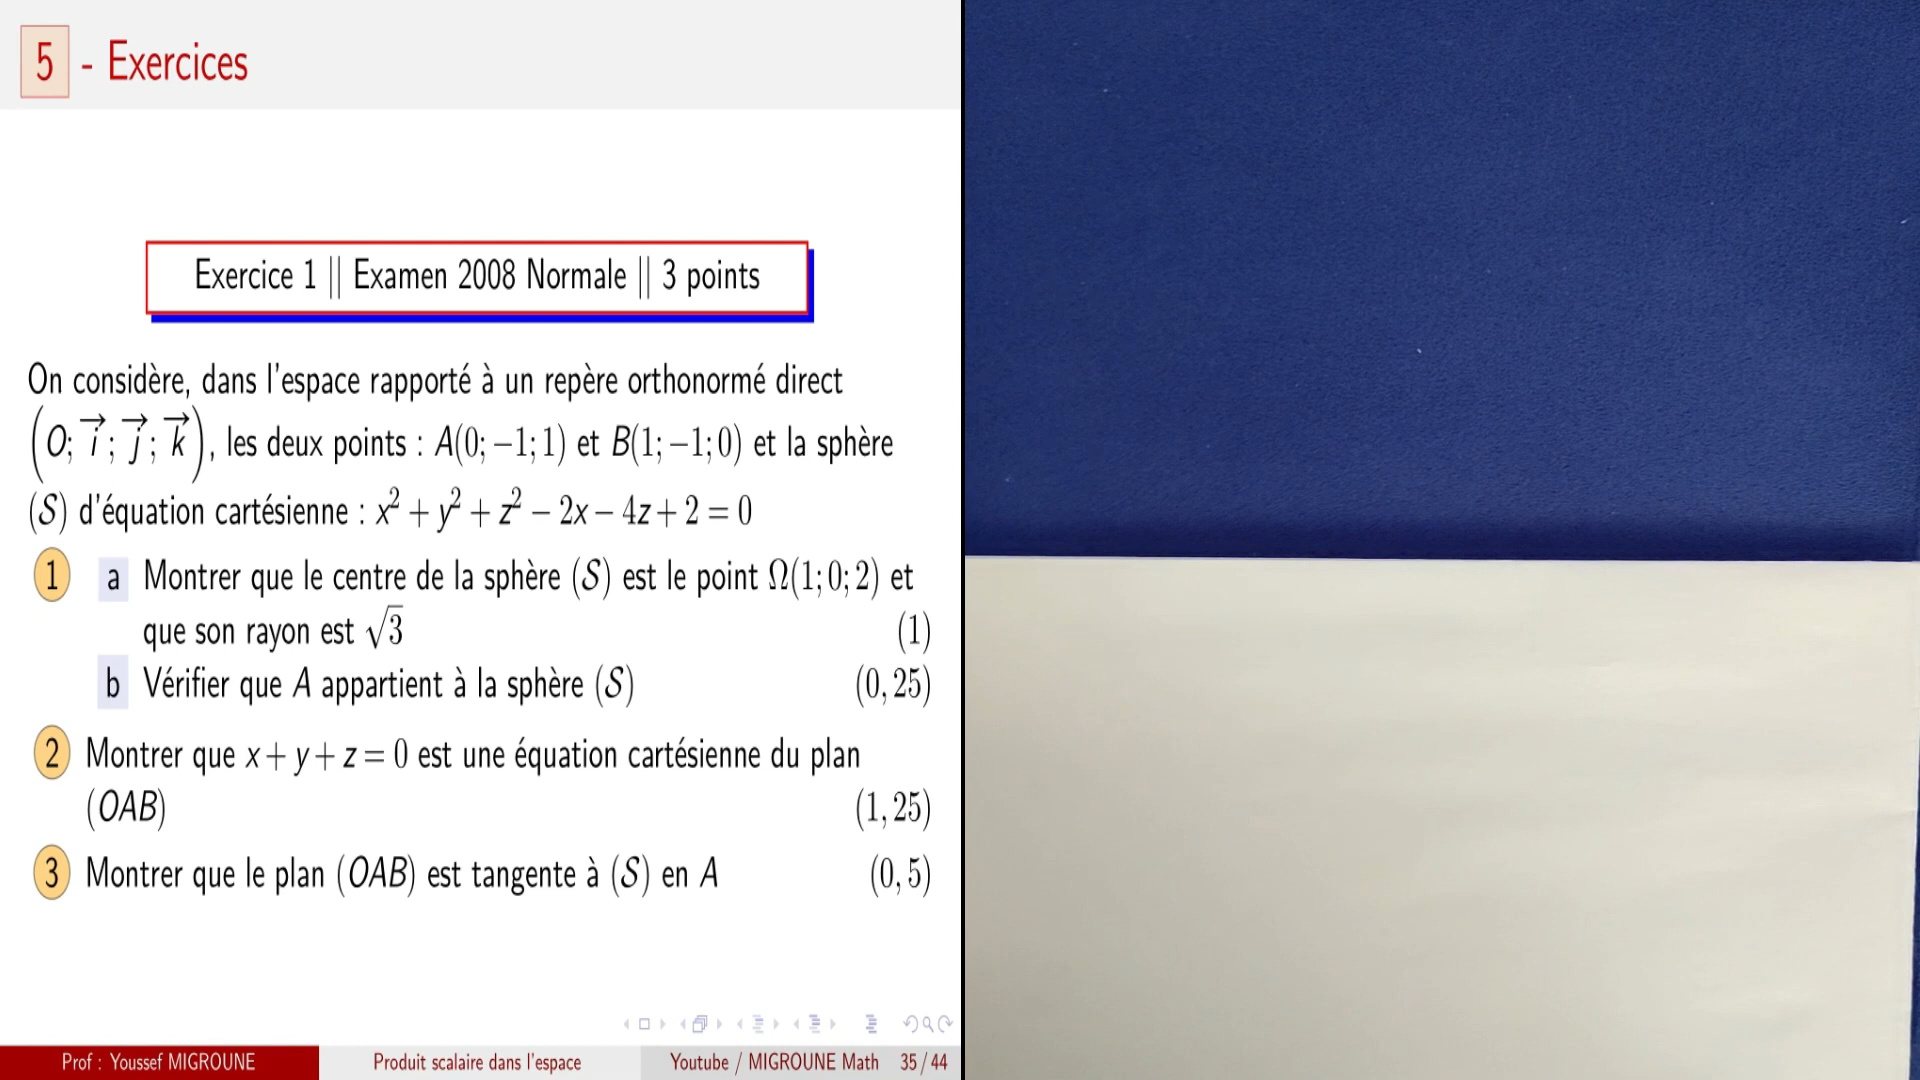 5 - Exercices
Exercice 1 || Examen 2008 Normale || 3 points
On considère, dans l'espace rapporté à un repère orthonormé direct
(O; i⃗ ; j⃗ ; k⃗), les deux points : A(0; −1; 1) et B(1; −1; 0) et la sphère
(S) d'équation cartésienne : x² + y² + z² − 2x − 4z + 2 = 0
1 a Montrer que le centre de la sphère (S) est le point Ω(1; 0; 2) et
que son rayon est √3 (1)
b Vérifier que A appartient à la sphère (S) (0, 25)
2 Montrer que x + y + z = 0 est une équation cartésienne du plan
(OAB) (1, 25)
3 Montrer que le plan (OAB) est tangente à (S) en A (0, 5)
Prof : Youssef MIGROUNE Produit scalaire dans l'espace Youtube / MIGROUNE Math 35 / 44